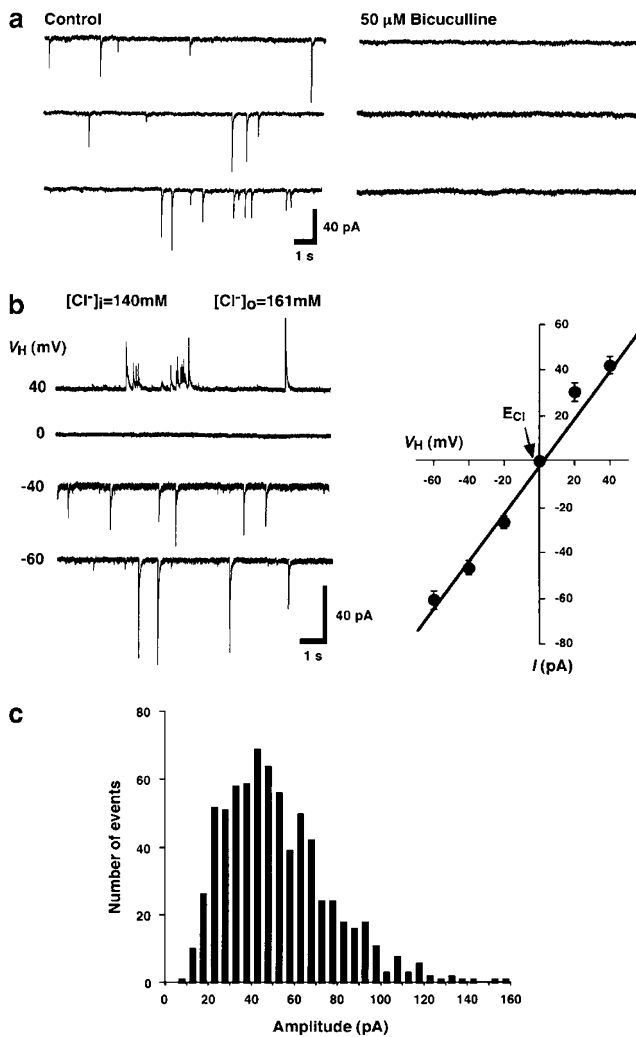 a
Control
50 μM Bicuculline
40 pA
1 s
b
[Cl⁻]i=140mM [Cl⁻]o=161mM
VH (mV)
40
0
-40
-60
40 pA
1 s
60
40
20
ECl
VH (mV)
-60 -40 -20 0 20 40
-20
-40
-60
-80
I (pA)
c
80
60
40
20
0
Number of events
0 20 40 60 80 100 120 140 160
Amplitude (pA)